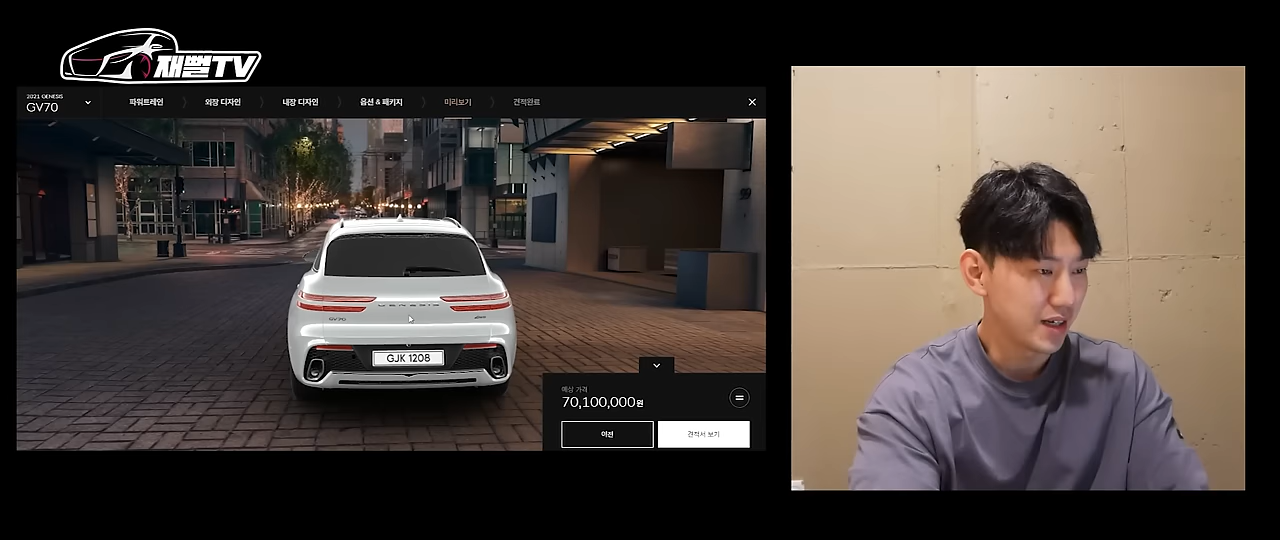 재뻘TV
2021 GENESIS
GV70
파워트레인
외장 디자인
내장 디자인
옵션 & 패키지
미리보기
견적완료
GENESIS
GV70
GJK 1208
예상 가격
70,100,000원
이전
견적서 보기